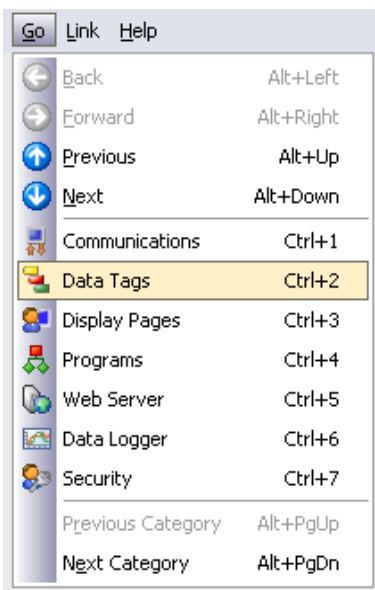 Go Link Help
Back Alt+Left
Forward Alt+Right
Previous Alt+Up
Next Alt+Down
Communications Ctrl+1
Data Tags Ctrl+2
Display Pages Ctrl+3
Programs Ctrl+4
Web Server Ctrl+5
Data Logger Ctrl+6
Security Ctrl+7
Previous Category Alt+PgUp
Next Category Alt+PgDn